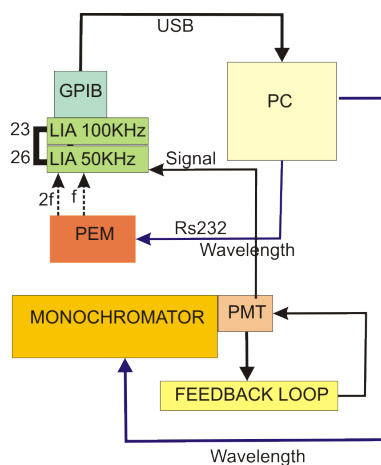 USB
GPIB
PC
23
LIA 100KHz
26
LIA 50KHz
Signal
2f
f
PEM
Rs232
Wavelength
MONOCHROMATOR
PMT
FEEDBACK LOOP
Wavelength